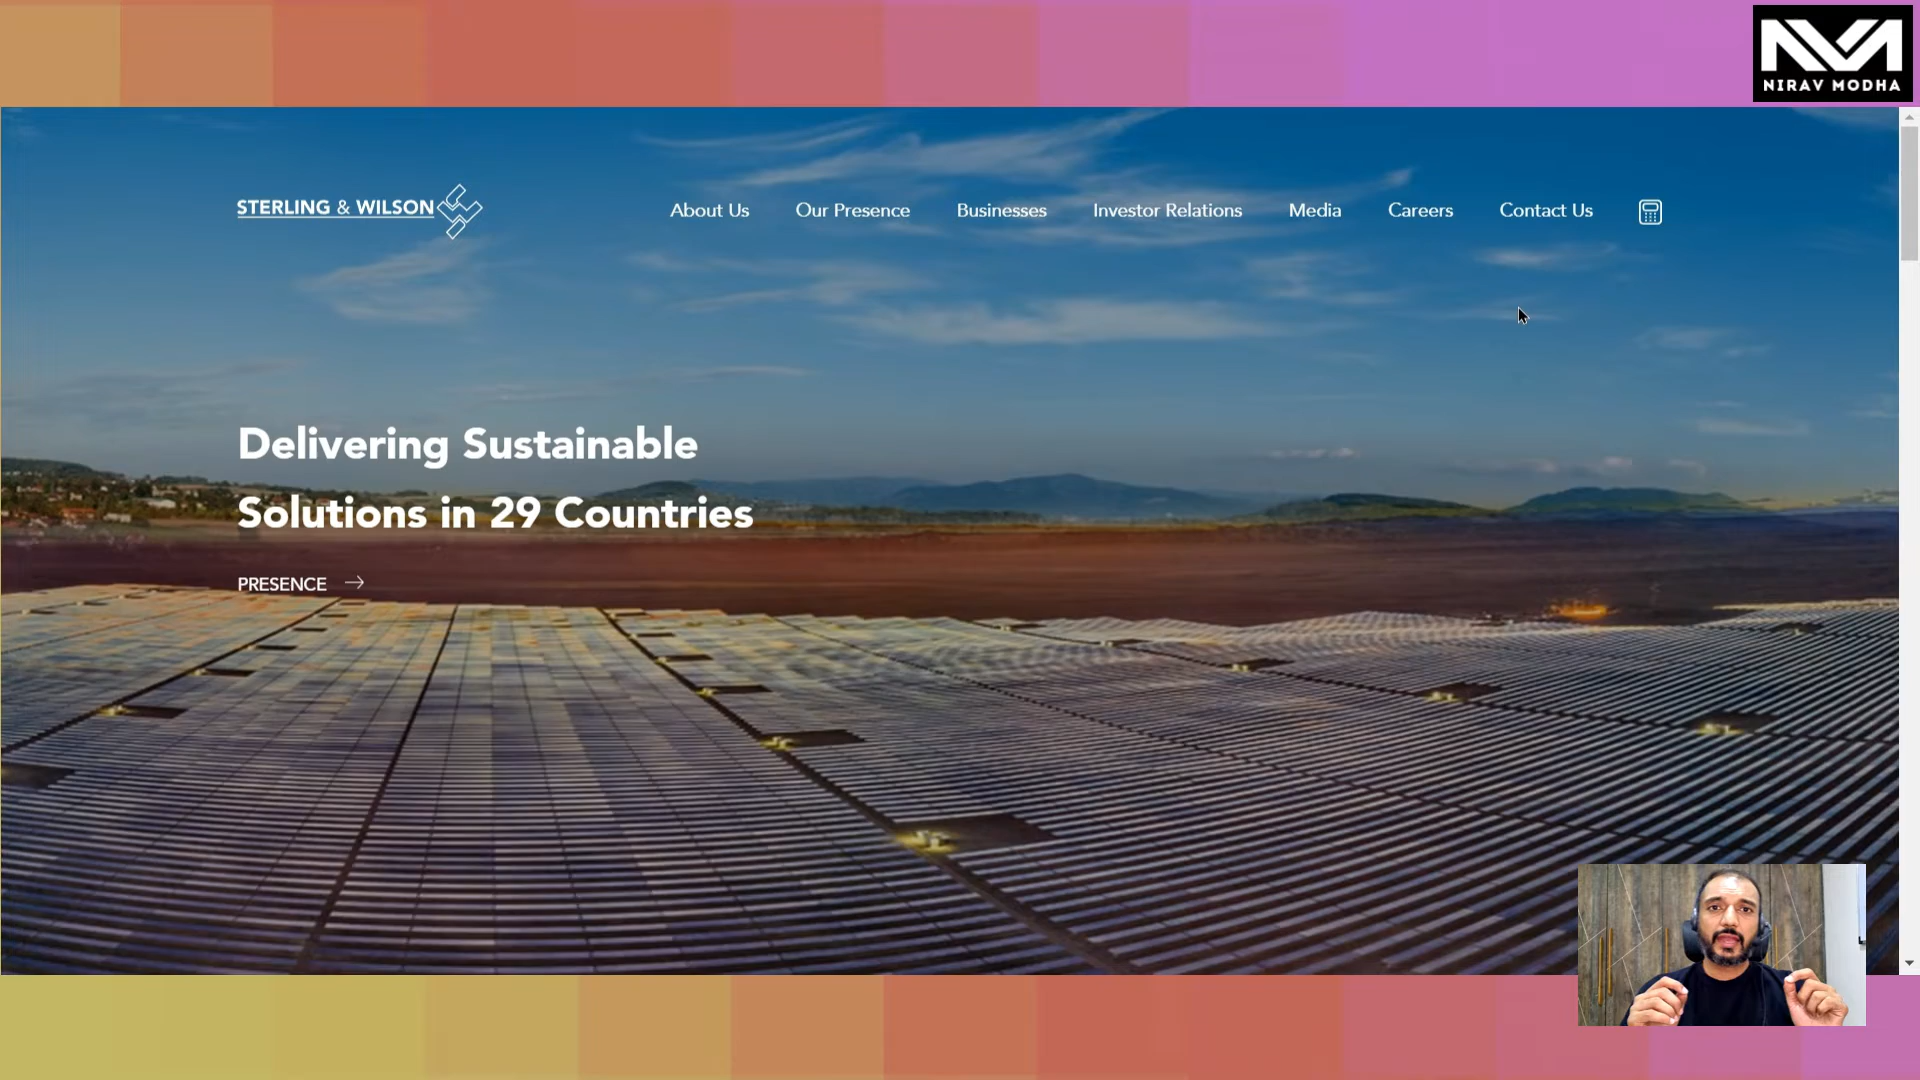 NIRAV MODHA
STERLING & WILSON
About Us
Our Presence
Businesses
Investor Relations
Media
Careers
Contact Us
Delivering Sustainable
Solutions in 29 Countries
PRESENCE